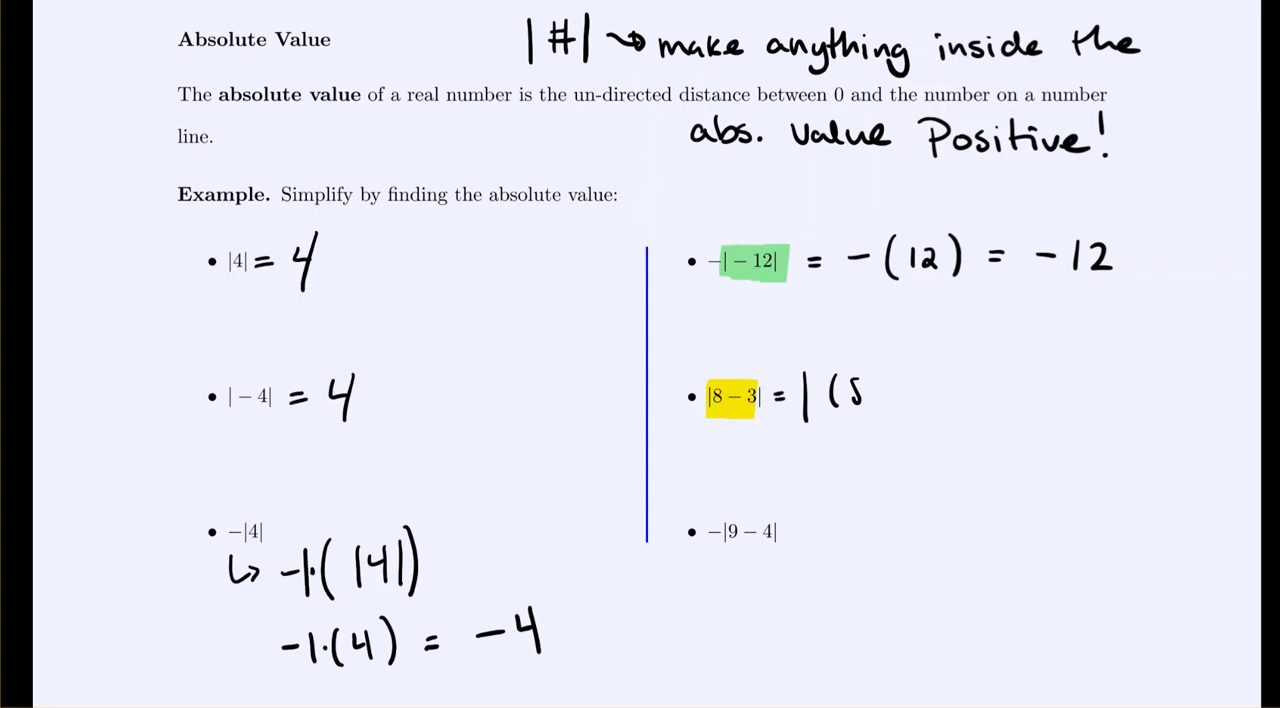 Absolute Value
|#| ↝ make anything inside the
The absolute value of a real number is the un-directed distance between 0 and the number on a number
line.
abs. value Positive!
Example. Simplify by finding the absolute value:
• |4| = 4
• |− 4| = 4
• −|4|
↳ -1·( |4|)
-1·(4) = -4
• −|− 12| = -(12) = -12
• |8 − 3| = | (5
• −|9 − 4|